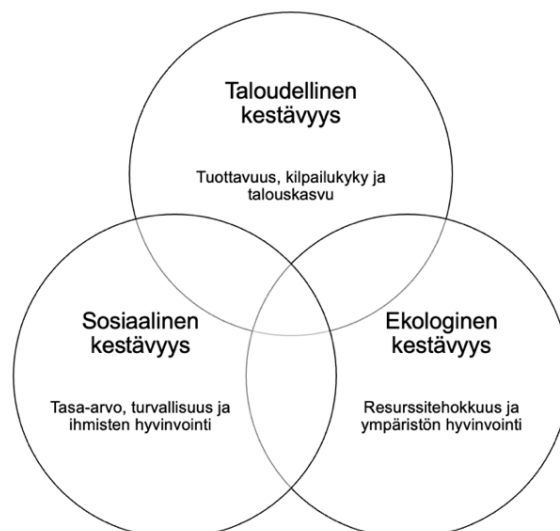 Taloudellinen
kestävyys
Tuottavuus, kilpailukyky ja
talouskasvu
Sosiaalinen
kestävyys
Tasa-arvo, turvallisuus ja
ihmisten hyvinvointi
Ekologinen
kestävyys
Resurssitehokkuus ja
ympäristön hyvinvointi